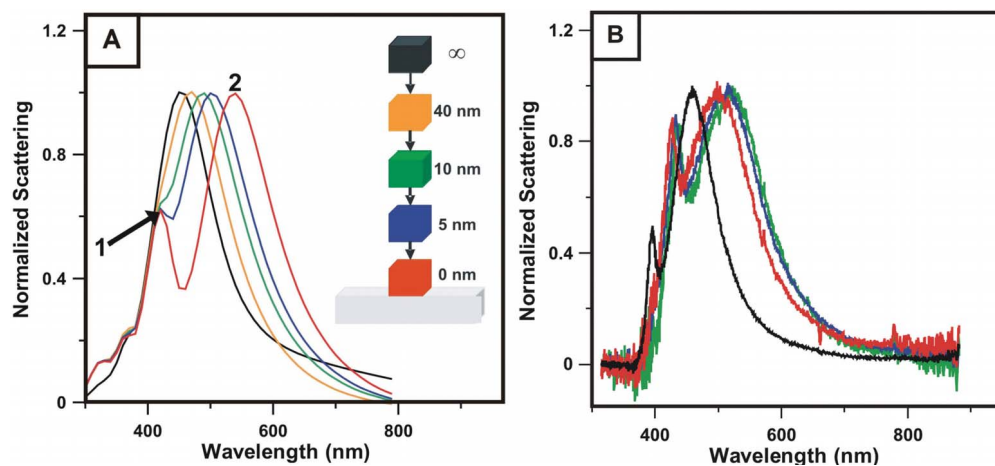 A
1.2
0.8
0.4
0
Normalized Scattering
400
600
800
Wavelength (nm)
1
2
∞
40 nm
10 nm
5 nm
0 nm
B
1.2
0.8
0.4
0
Normalized Scattering
400
600
800
Wavelength (nm)